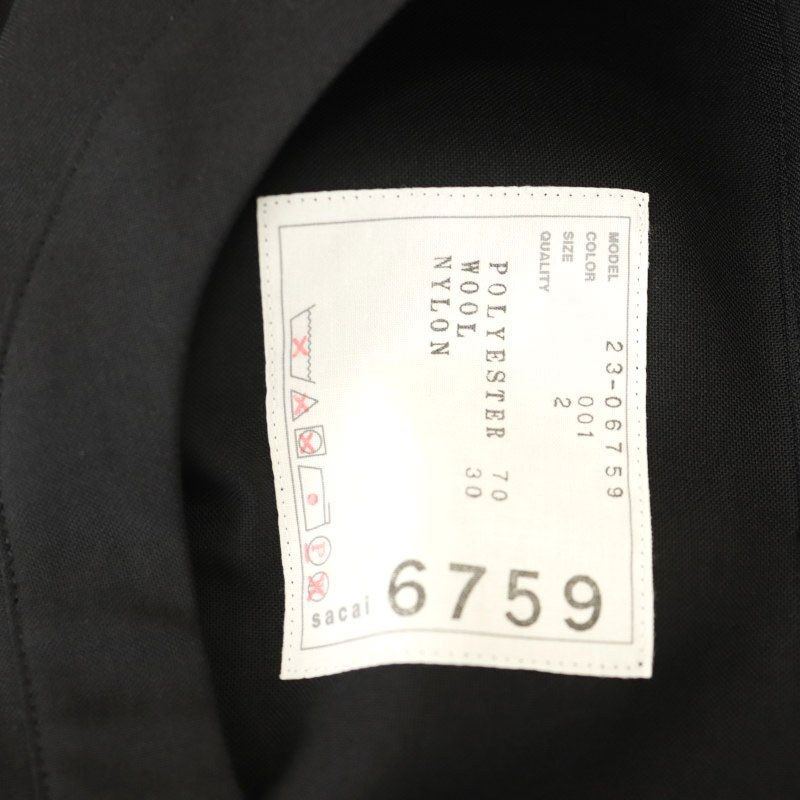 MODEL 23-06759
COLOR 001
SIZE 2
QUALITY
POLYESTER 70
WOOL 30
NYLON
P
sacai 6759